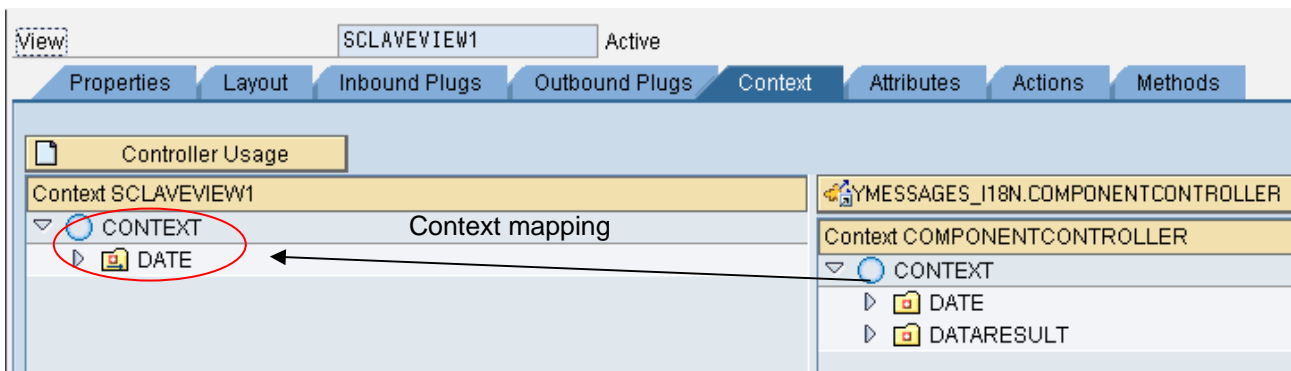 View SCLAVEVIEW1 Active
Properties Layout Inbound Plugs Outbound Plugs Context Attributes Actions Methods
Controller Usage
Context SCLAVEVIEW1
CONTEXT
DATE
Context mapping
YMESSAGES_I18N.COMPONENTCONTROLLER
Context COMPONENTCONTROLLER
CONTEXT
DATE
DATARESULT